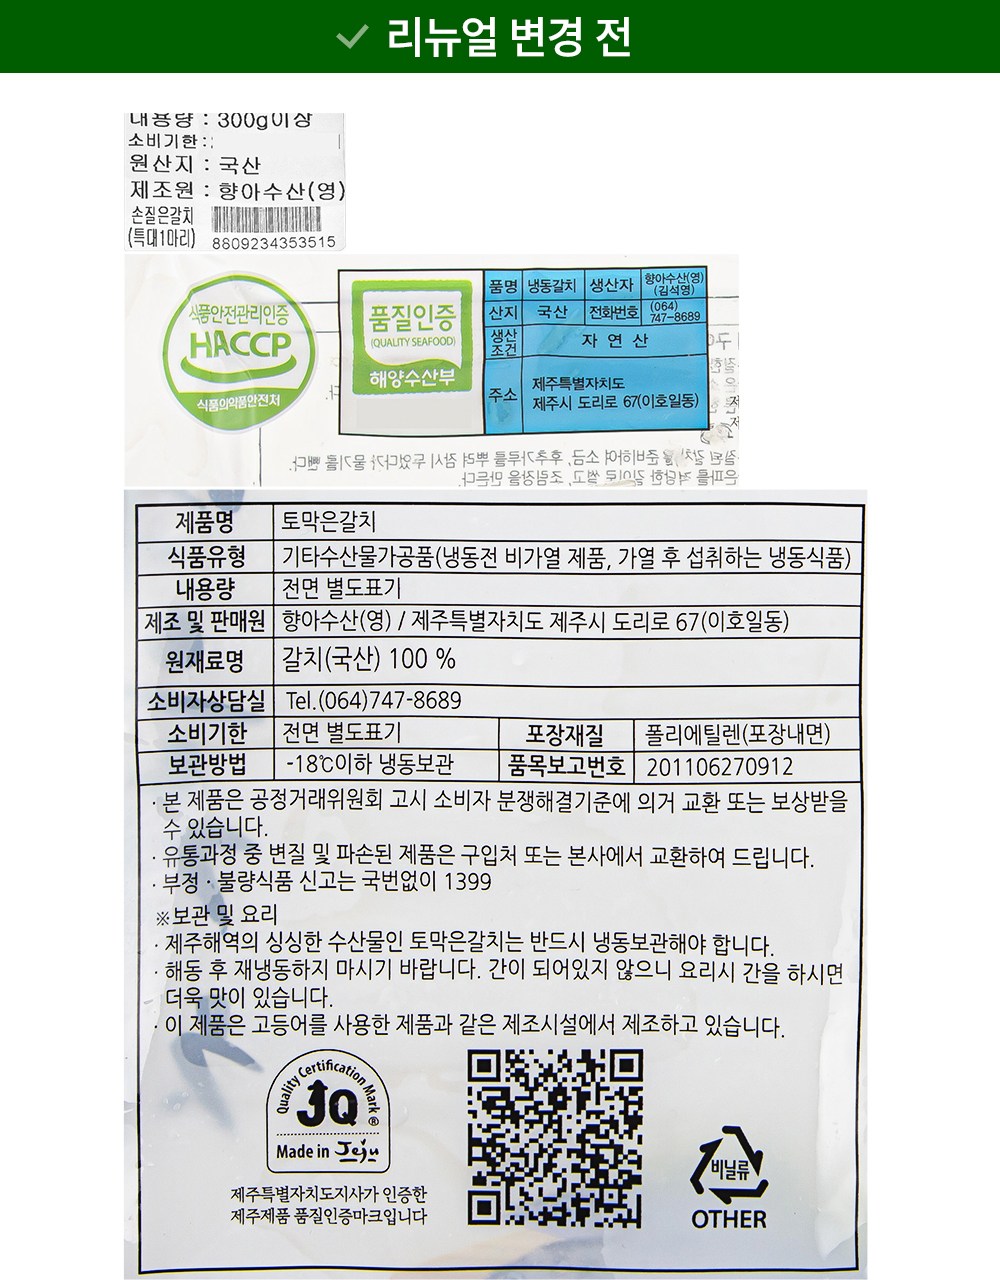 리뉴얼 변경 전
내용량 : 300g이상
소비기한 :
원산지 : 국산
제조원 : 향아수산(영)
손질은갈치
(특대1마리)
8809234353515
식품안전관리인증
HACCP
식품의약품안전처
품질인증
(QUALITY SEAFOOD)
해양수산부
품명 냉동갈치 생산자 향아수산(영)
(김석영)
산지 국산 전화번호 (064)
747-8689
생산
조건 자연산
주소 제주특별자치도
제주시 도리로 67(이호일동)
제품명 토막은갈치
식품유형 기타수산물가공품(냉동전 비가열 제품, 가열 후 섭취하는 냉동식품)
내용량 전면 별도표기
제조 및 판매원 향아수산(영) / 제주특별자치도 제주시 도리로 67(이호일동)
원재료명 갈치(국산) 100 %
소비자상담실 Tel.(064)747-8689
소비기한 전면 별도표기 포장재질 폴리에틸렌(포장내면)
보관방법 -18℃이하 냉동보관 품목보고번호 201106270912
· 본 제품은 공정거래위원회 고시 소비자 분쟁해결기준에 의거 교환 또는 보상받을
수 있습니다.
· 유통과정 중 변질 및 파손된 제품은 구입처 또는 본사에서 교환하여 드립니다.
· 부정 · 불량식품 신고는 국번없이 1399
※보관 및 요리
· 제주해역의 싱싱한 수산물인 토막은갈치는 반드시 냉동보관해야 합니다.
· 해동 후 재냉동하지 마시기 바랍니다. 간이 되어있지 않으니 요리시 간을 하시면
더욱 맛이 있습니다.
· 이 제품은 고등어를 사용한 제품과 같은 제조시설에서 제조하고 있습니다.
Quality Certification Mark
JQ ®
Made in Jeju
제주특별자치도지사가 인증한
제주제품 품질인증마크입니다
비닐류
OTHER